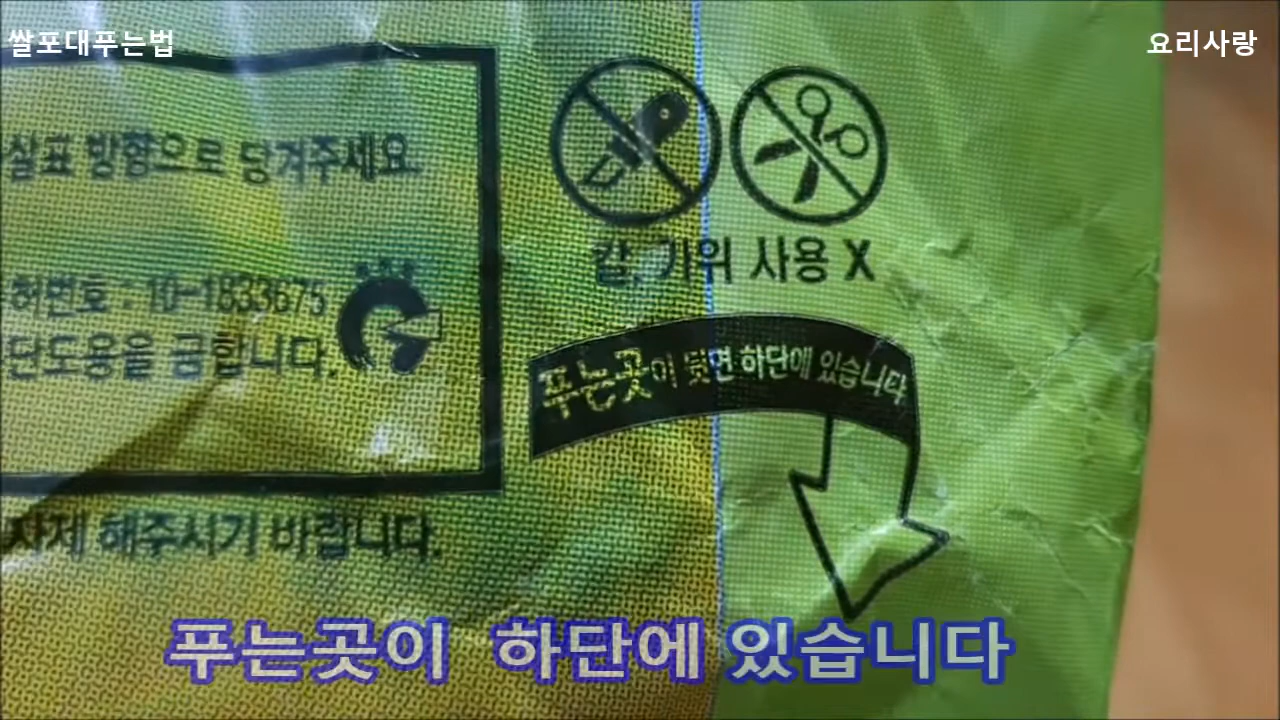 쌀포대푸는법
요리사랑
살표 방향으로 당겨주세요.
칼, 가위 사용 X
허번호 : 10-1833675
단도용을 금합니다.
푸는곳이 뒷면 하단에 있습니다
자제 해주시기 바랍니다.
푸는곳이 하단에 있습니다